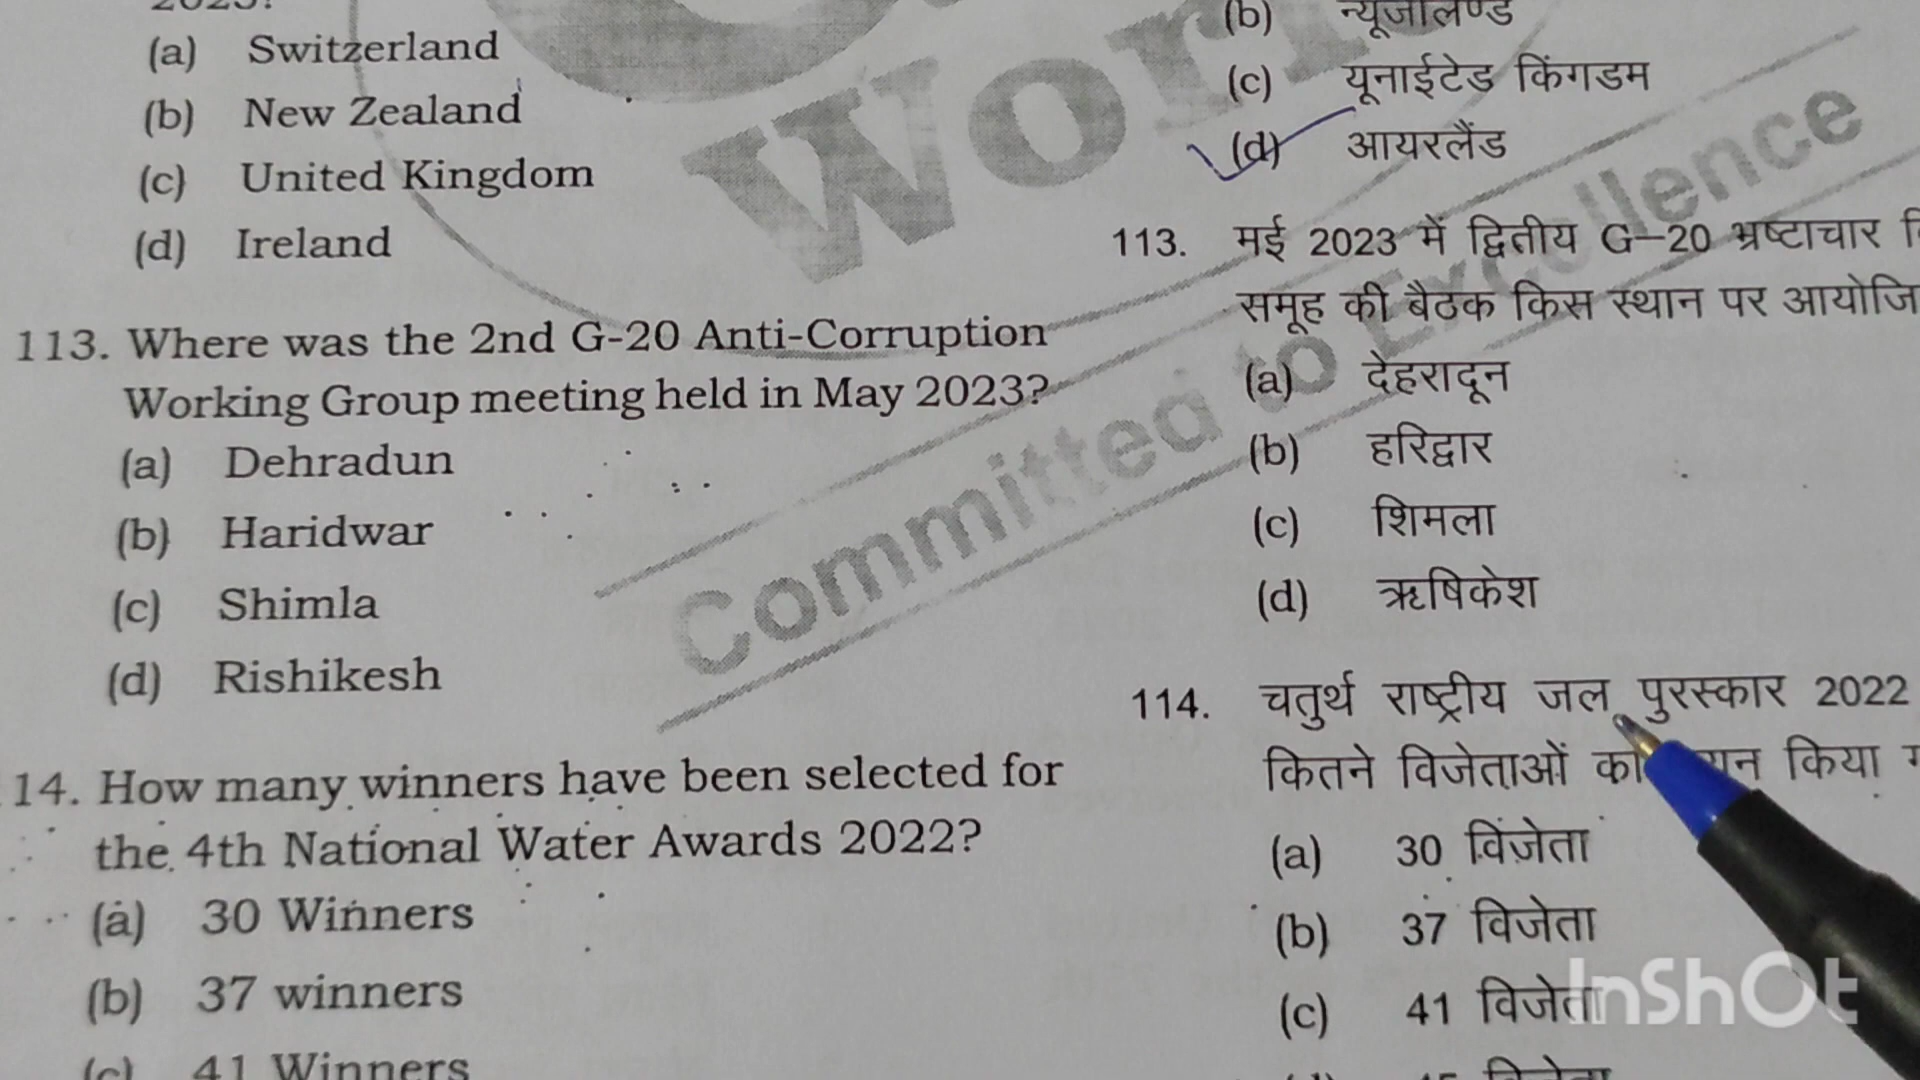 2023?
(a) Switzerland
(b) New Zealand
(c) United Kingdom
(d) Ireland
113. Where was the 2nd G-20 Anti-Corruption
Working Group meeting held in May 2023?
(a) Dehradun
(b) Haridwar
(c) Shimla
(d) Rishikesh
14. How many winners have been selected for
the 4th National Water Awards 2022?
(a) 30 Winners
(b) 37 winners
(c) 41 Winners
(b) न्यूजीलैण्ड
(c) यूनाईटेड किंगडम
(d) आयरलैंड
113. मई 2023 में द्वितीय G-20 भ्रष्टाचार
समूह की बैठक किस स्थान पर आयोजि
(a) देहरादून
(b) हरिद्वार
(c) शिमला
(d) ऋषिकेश
114. चतुर्थ राष्ट्रीय जल पुरस्कार 2022
कितने विजेताओं का किया
(a) 30 विजेता
(b) 37 विजेता
(c) 41 विजेता
Committed to Excellence
InShOt